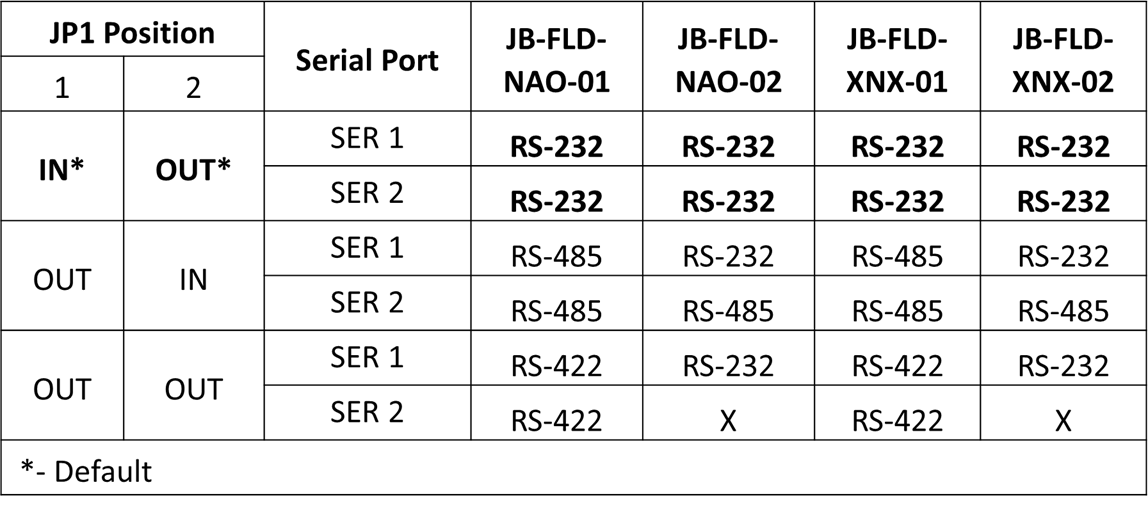 JP1 Position Serial Port JB-FLD- JB-FLD- JB-FLD- JB-FLD-
1 2 NAO-01 NAO-02 XNX-01 XNX-02
IN* OUT* SER 1 RS-232 RS-232 RS-232 RS-232
SER 2 RS-232 RS-232 RS-232 RS-232
OUT IN SER 1 RS-485 RS-232 RS-485 RS-232
SER 2 RS-485 RS-485 RS-485 RS-485
OUT OUT SER 1 RS-422 RS-232 RS-422 RS-232
SER 2 RS-422 X RS-422 X
*- Default